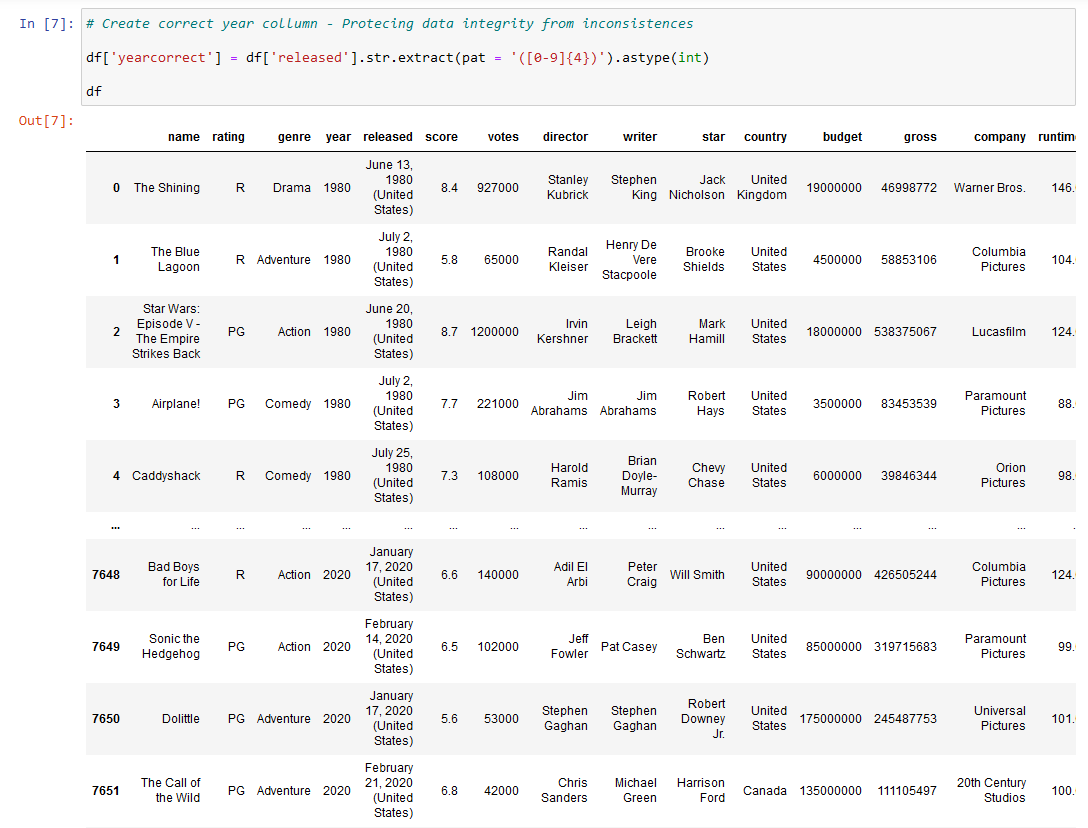 In [7]: # Create correct year collumn - Protecing data integrity from inconsistences
df['yearcorrect'] = df['released'].str.extract(pat = '([0-9]{4})').astype(int)
df
Out[7]:
name rating genre year released score votes director writer star country budget gross company runtim
0 The Shining R Drama 1980 June 13, 1980 (United States) 8.4 927000 Stanley Kubrick Stephen King Jack Nicholson United Kingdom 19000000 46998772 Warner Bros. 146.
1 The Blue Lagoon R Adventure 1980 July 2, 1980 (United States) 5.8 65000 Randal Kleiser Henry De Vere Stacpoole Brooke Shields United States 4500000 58853106 Columbia Pictures 104.
2 Star Wars: Episode V - The Empire Strikes Back PG Action 1980 June 20, 1980 (United States) 8.7 1200000 Irvin Kershner Leigh Brackett Mark Hamill United States 18000000 538375067 Lucasfilm 124.
3 Airplane! PG Comedy 1980 July 2, 1980 (United States) 7.7 221000 Jim Abrahams Jim Abrahams Robert Hays United States 3500000 83453539 Paramount Pictures 88.
4 Caddyshack R Comedy 1980 July 25, 1980 (United States) 7.3 108000 Harold Ramis Brian Doyle-Murray Chevy Chase United States 6000000 39846344 Orion Pictures 98.
... ... ... ... ... ... ... ... ... ... ... ... ... ... ... .
7648 Bad Boys for Life R Action 2020 January 17, 2020 (United States) 6.6 140000 Adil El Arbi Peter Craig Will Smith United States 90000000 426505244 Columbia Pictures 124.
7649 Sonic the Hedgehog PG Action 2020 February 14, 2020 (United States) 6.5 102000 Jeff Fowler Pat Casey Ben Schwartz United States 85000000 319715683 Paramount Pictures 99.
7650 Dolittle PG Adventure 2020 January 17, 2020 (United States) 5.6 53000 Stephen Gaghan Stephen Gaghan Robert Downey Jr. United States 175000000 245487753 Universal Pictures 101.
7651 The Call of the Wild PG Adventure 2020 February 21, 2020 (United States) 6.8 42000 Chris Sanders Michael Green Harrison Ford Canada 135000000 111105497 20th Century Studios 100.